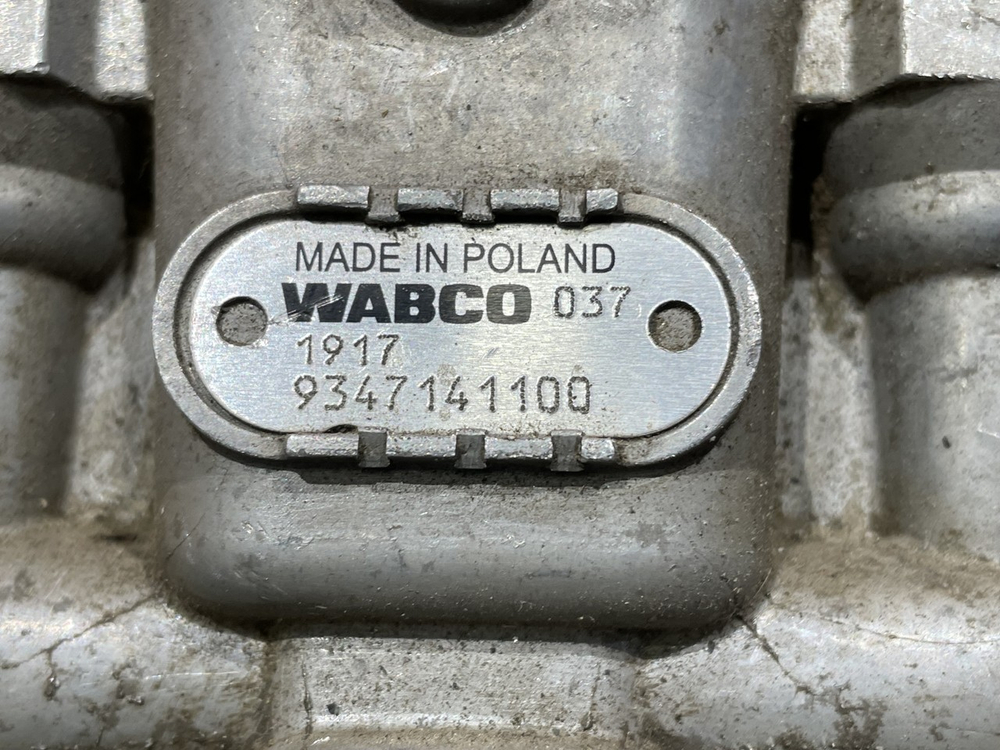 MADE IN POLAND
WABCO 037
1917
9347141100